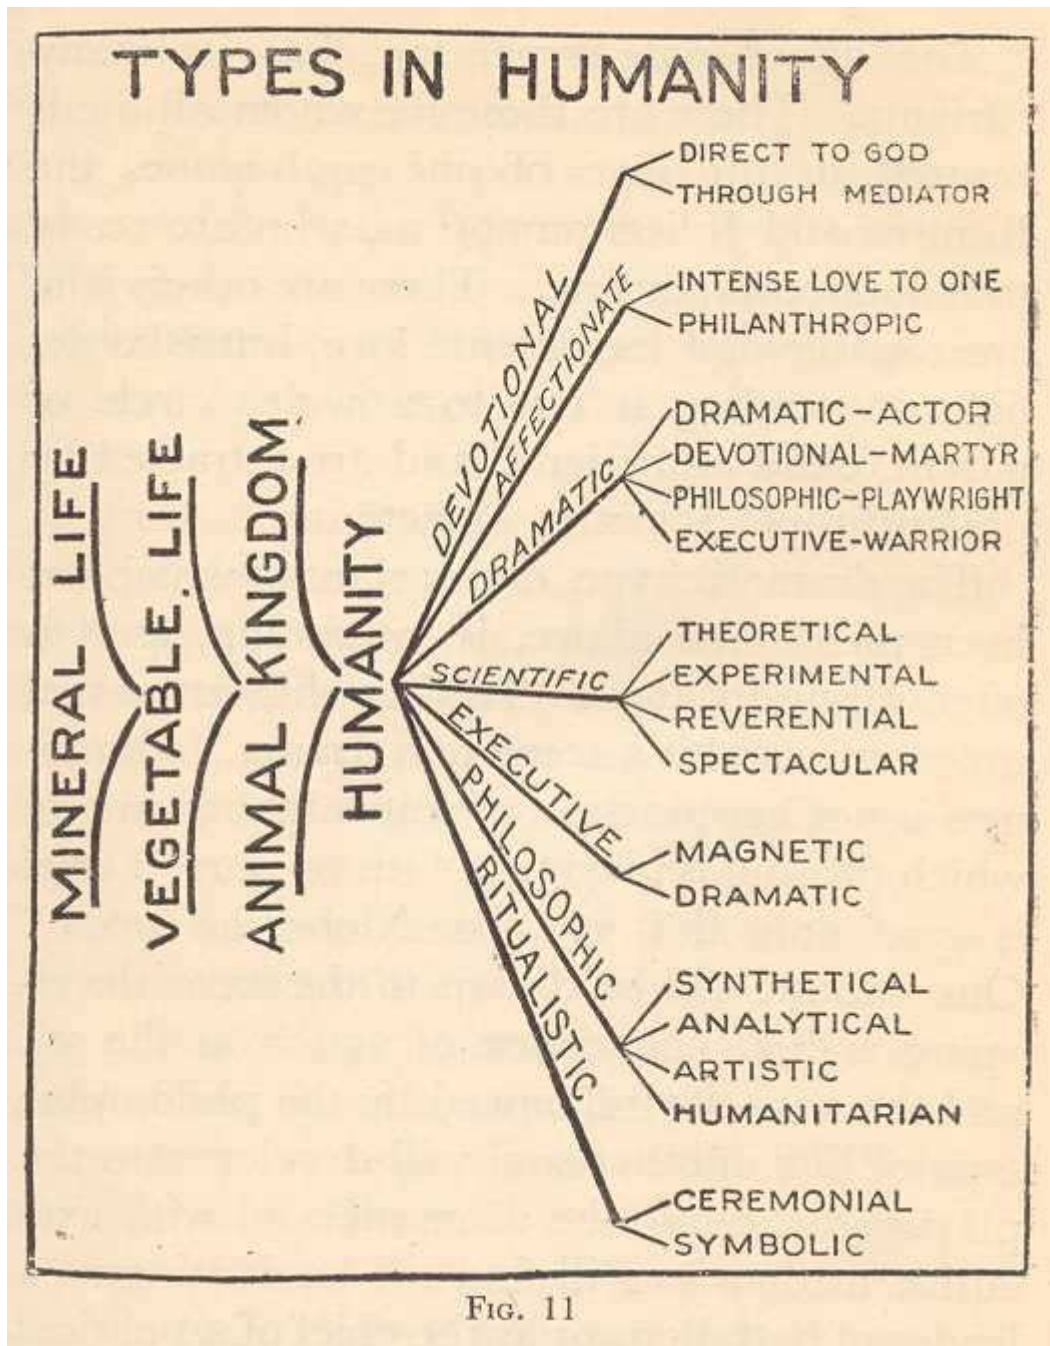 TYPES IN HUMANITY
MINERAL LIFE
VEGETABLE LIFE
ANIMAL KINGDOM
HUMANITY
DEVOTIONAL
DIRECT TO GOD
THROUGH MEDIATOR
AFFECTIONATE
INTENSE LOVE TO ONE
PHILANTHROPIC
DRAMATIC
DRAMATIC-ACTOR
DEVOTIONAL-MARTYR
PHILOSOPHIC-PLAYWRIGHT
EXECUTIVE-WARRIOR
SCIENTIFIC
THEORETICAL
EXPERIMENTAL
REVERENTIAL
SPECTACULAR
EXECUTIVE
MAGNETIC
DRAMATIC
PHILOSOPHIC
SYNTHETICAL
ANALYTICAL
ARTISTIC
HUMANITARIAN
RITUALISTIC
CEREMONIAL
SYMBOLIC
FIG. 11